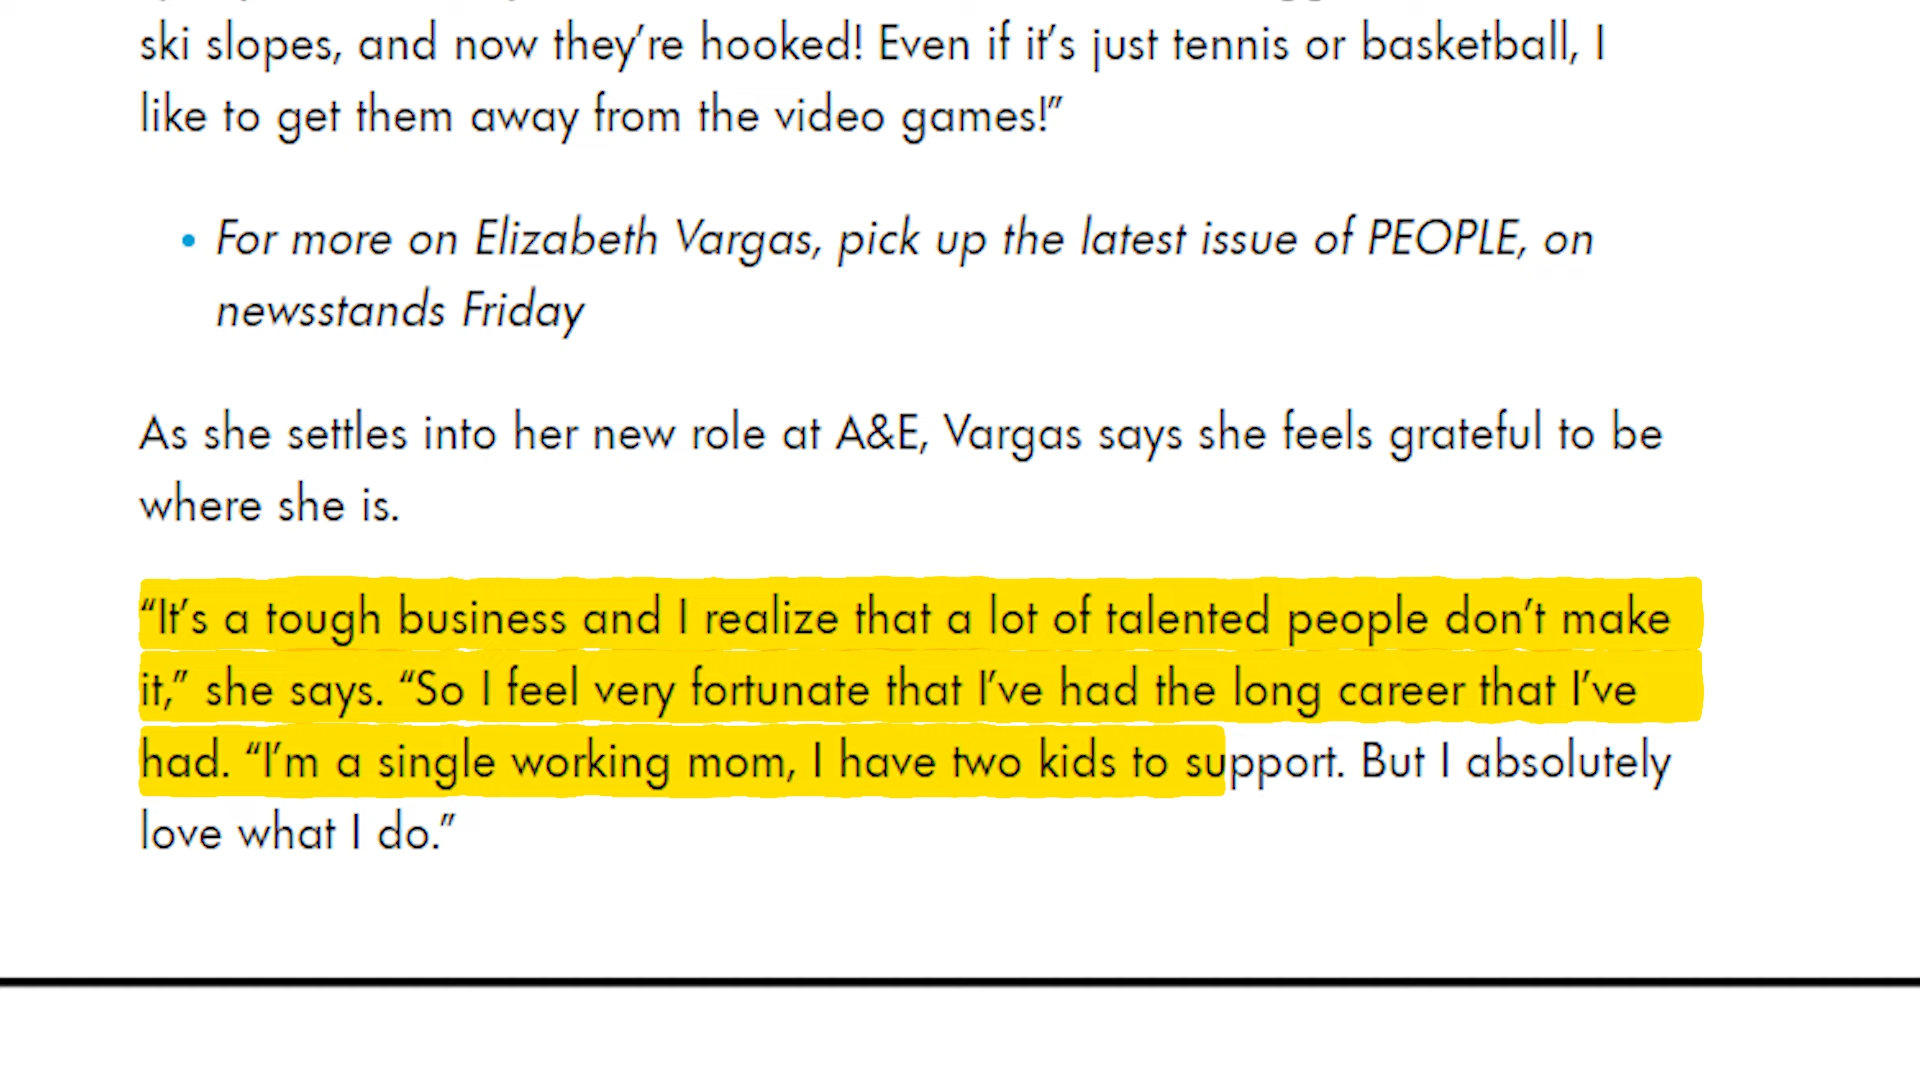 ski slopes, and now they’re hooked! Even if it’s just tennis or basketball, I
like to get them away from the video games!”
• For more on Elizabeth Vargas, pick up the latest issue of PEOPLE, on
newsstands Friday
As she settles into her new role at A&E, Vargas says she feels grateful to be
where she is.
“It’s a tough business and I realize that a lot of talented people don’t make
it,” she says. “So I feel very fortunate that I’ve had the long career that I’ve
had. “I’m a single working mom, I have two kids to support. But I absolutely
love what I do.”